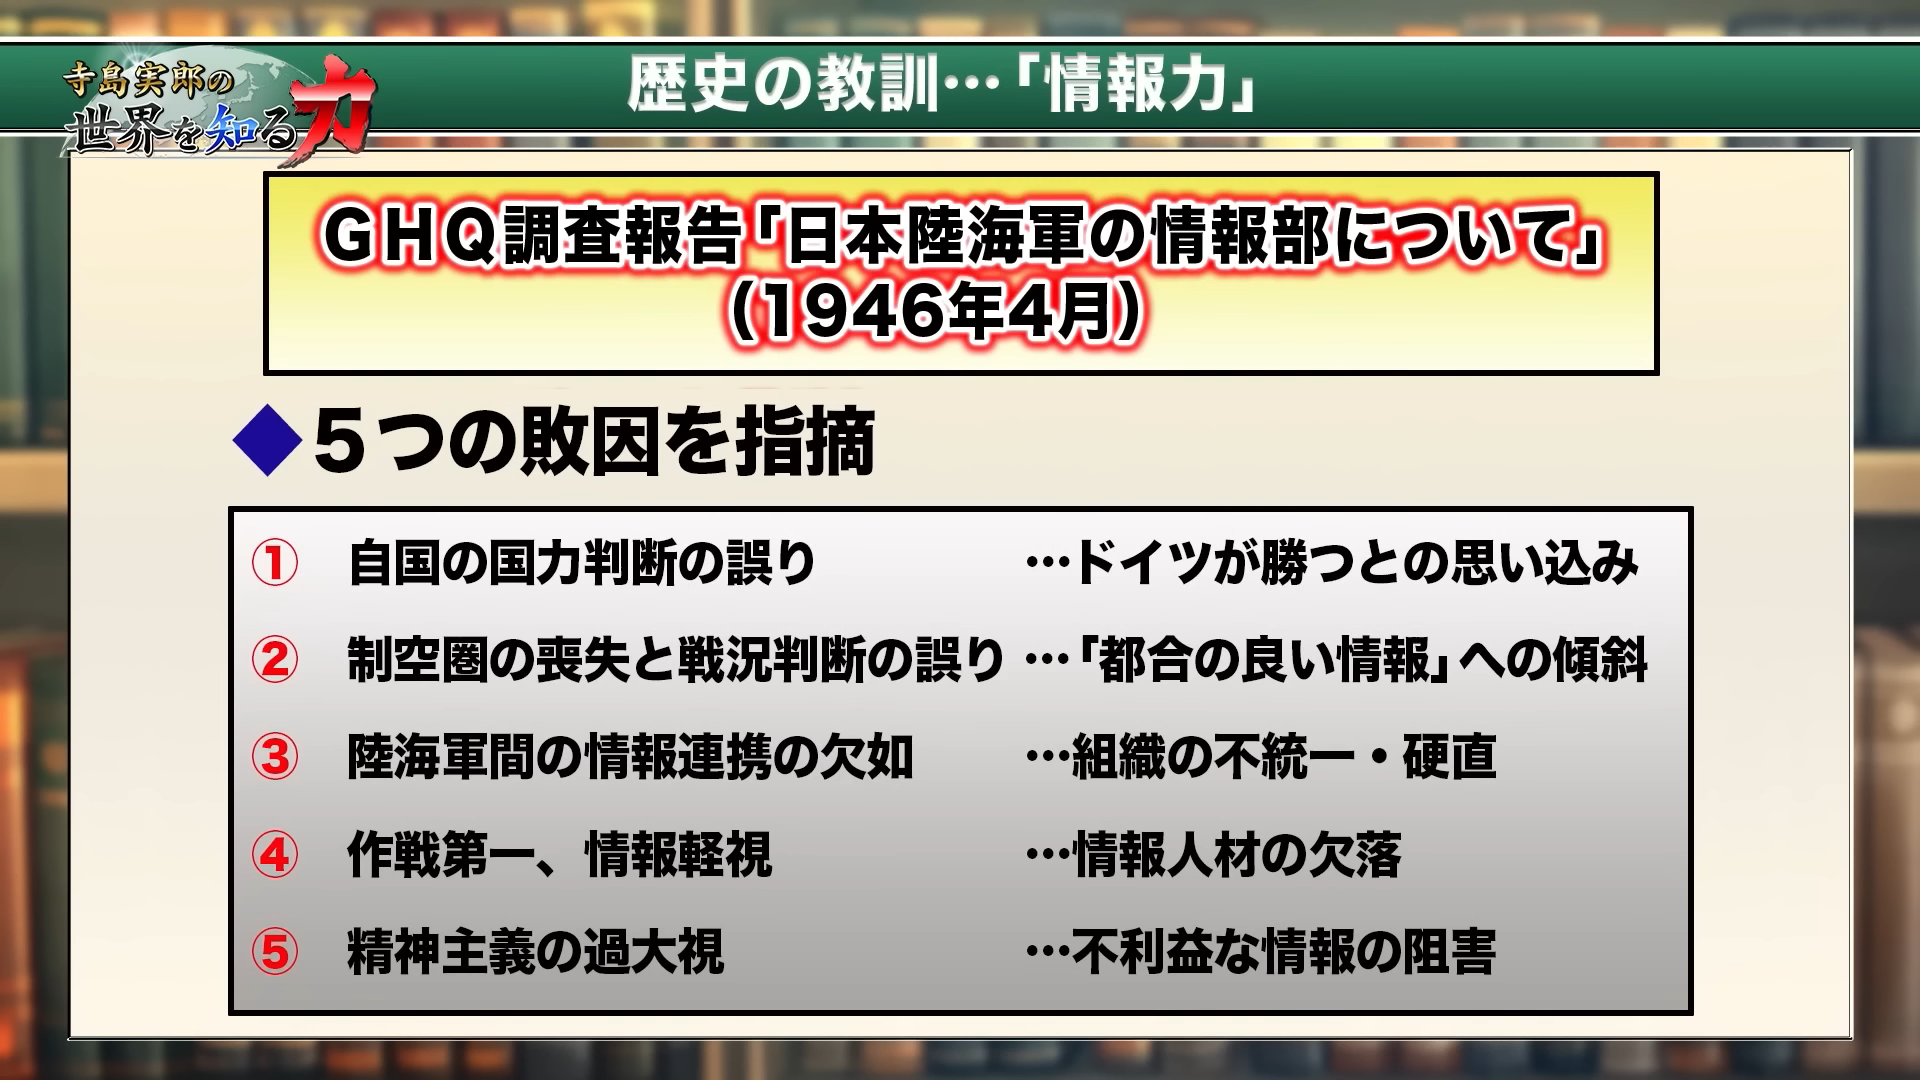 寺島実郎の
世界を知る力
歴史の教訓…「情報力」
GHQ調査報告「日本陸海軍の情報部について」
(1946年4月)
◆5つの敗因を指摘
① 自国の国力判断の誤り …ドイツが勝つとの思い込み
② 制空圏の喪失と戦況判断の誤り …「都合の良い情報」への傾斜
③ 陸海軍間の情報連携の欠如 …組織の不統一・硬直
④ 作戦第一、情報軽視 …情報人材の欠落
⑤ 精神主義の過大視 …不利益な情報の阻害